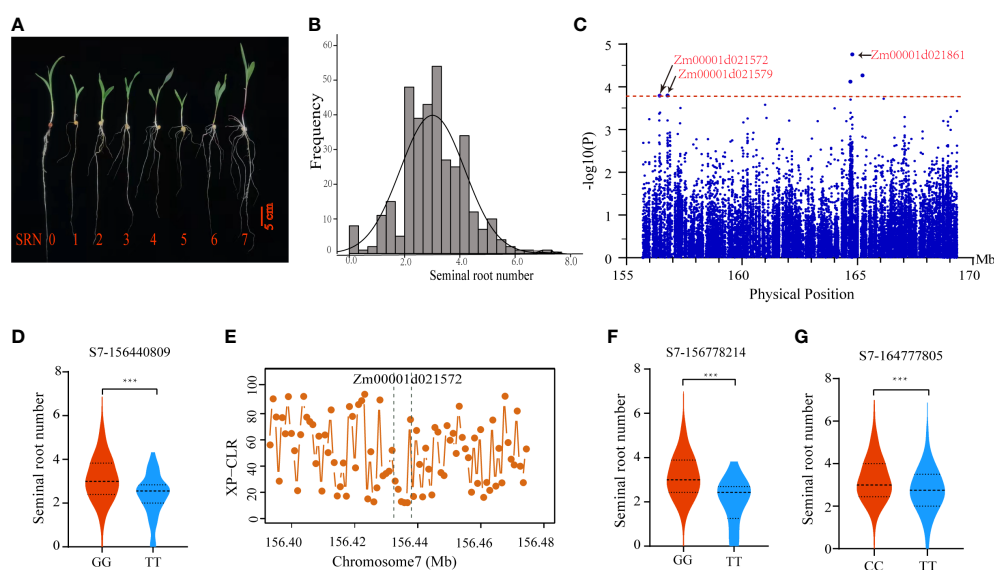 A
SRN 0 1 2 3 4 5 6 7
5 cm
B
Frequency
60
50
40
30
20
10
0
0.0 2.0 4.0 6.0 8.0
Seminal root number
C
-log10(P)
5
4
3
2
1
0
Zm00001d021572
Zm00001d021579
Zm00001d021861
155 160 165 170 Mb
Physical Position
D
S7-156440809
***
Seminal root number
8
6
4
2
0
GG TT
E
Zm00001d021572
XP−CLR
100
80
60
40
20
0
156.40 156.42 156.44 156.46 156.48
Chromosome7 (Mb)
F
S7-156778214
***
Seminal root number
8
6
4
2
0
GG TT
G
S7-164777805
***
Seminal root number
8
6
4
2
0
CC TT